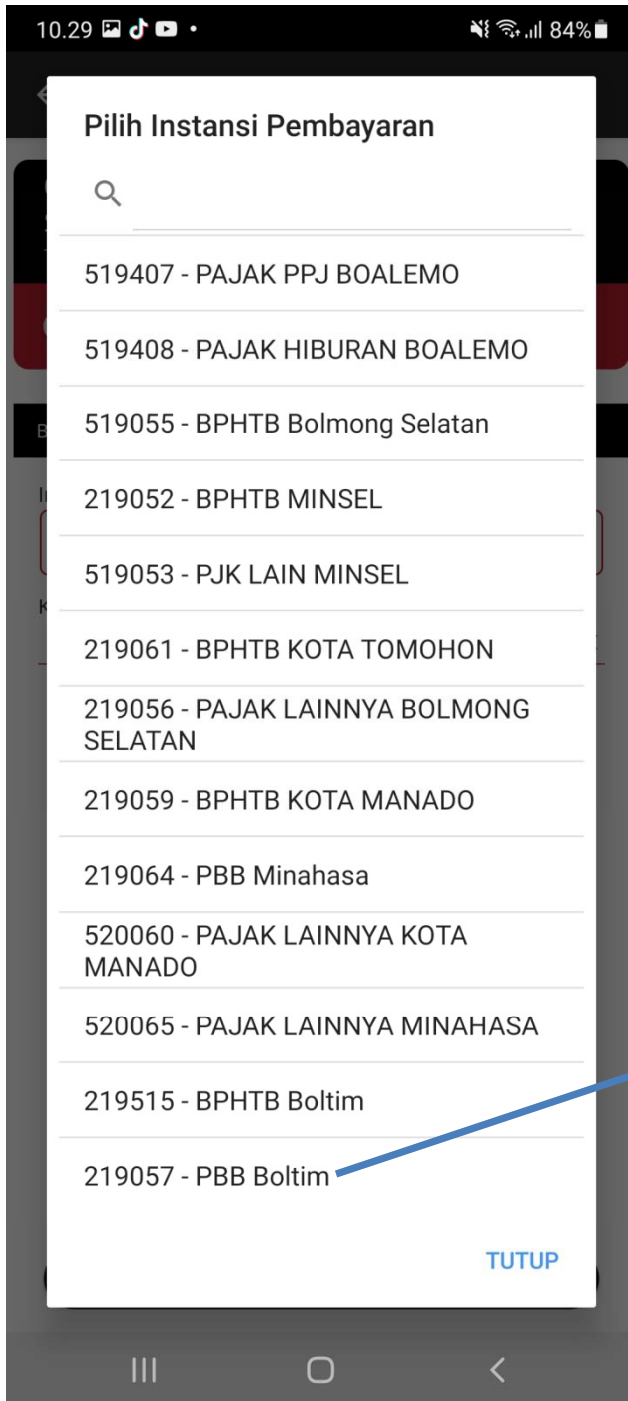 10.29
84%
Pilih Instansi Pembayaran
519407 - PAJAK PPJ BOALEMO
519408 - PAJAK HIBURAN BOALEMO
519055 - BPHTB Bolmong Selatan
219052 - BPHTB MINSEL
519053 - PJK LAIN MINSEL
219061 - BPHTB KOTA TOMOHON
219056 - PAJAK LAINNYA BOLMONG
SELATAN
219059 - BPHTB KOTA MANADO
219064 - PBB Minahasa
520060 - PAJAK LAINNYA KOTA
MANADO
520065 - PAJAK LAINNYA MINAHASA
219515 - BPHTB Boltim
219057 - PBB Boltim
TUTUP